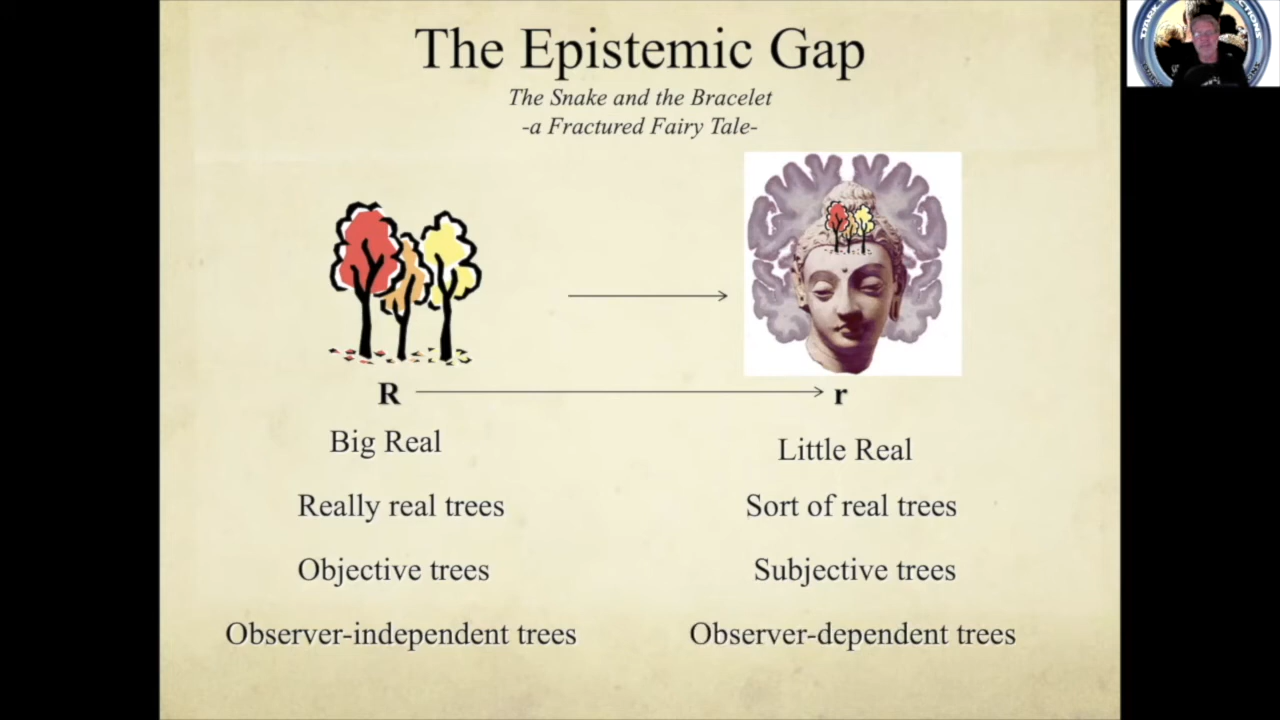 The Epistemic Gap
The Snake and the Bracelet
-a Fractured Fairy Tale-
R
r
Big Real
Little Real
Really real trees
Sort of real trees
Objective trees
Subjective trees
Observer-independent trees
Observer-dependent trees